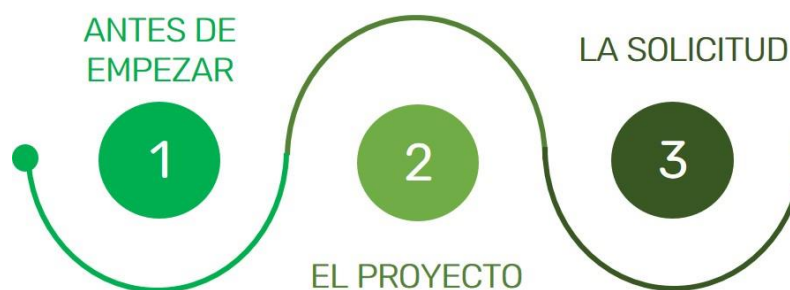 ANTES DE
EMPEZAR
1
2
EL PROYECTO
LA SOLICITUD
3